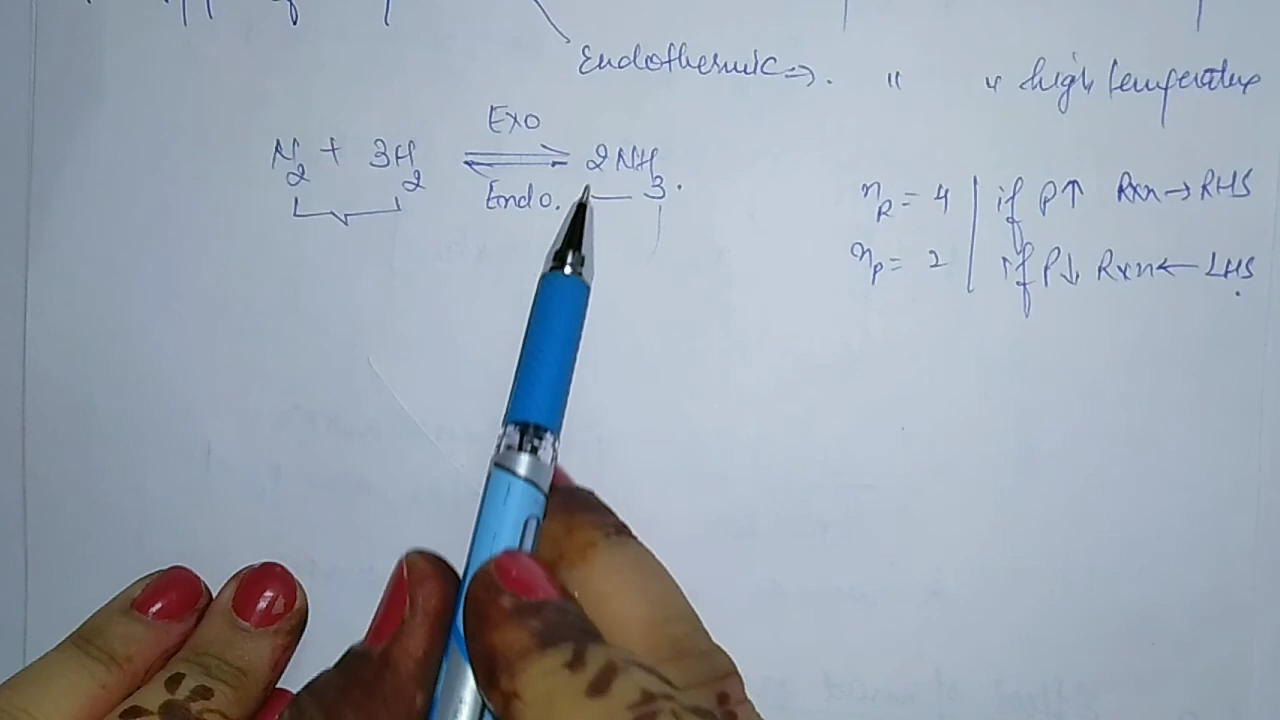 Endothermic ⇒. " " high temperature
Exo
N2 + 3H2 ⇌ 2NH3.
Endo.
nR = 4 | if P↑ Rxn → RHS
nP = 2 | if P↓ Rxn ← LHS